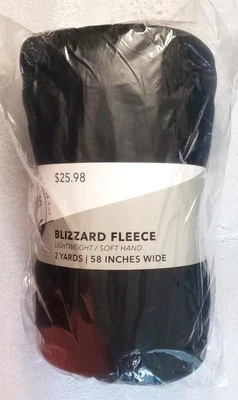 $25.98
BLIZZARD FLEECE
LIGHTWEIGHT / SOFT HAND
2 YARDS | 58 INCHES WIDE